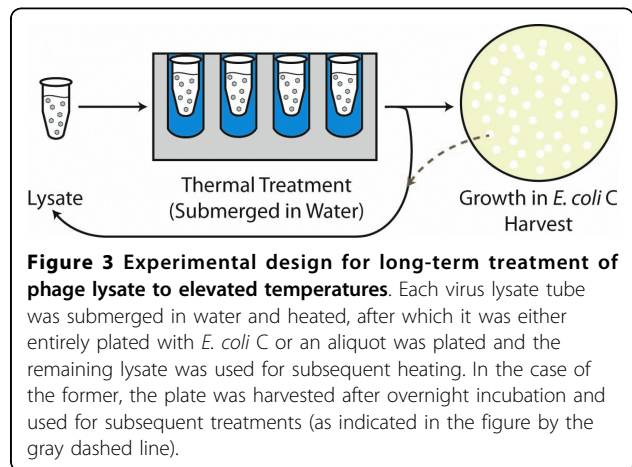 Lysate
Thermal Treatment
(Submerged in Water)
Growth in E. coli C
Harvest
Figure 3 Experimental design for long-term treatment of
phage lysate to elevated temperatures. Each virus lysate tube
was submerged in water and heated, after which it was either
entirely plated with E. coli C or an aliquot was plated and the
remaining lysate was used for subsequent heating. In the case of
the former, the plate was harvested after overnight incubation and
used for subsequent treatments (as indicated in the figure by the
gray dashed line).